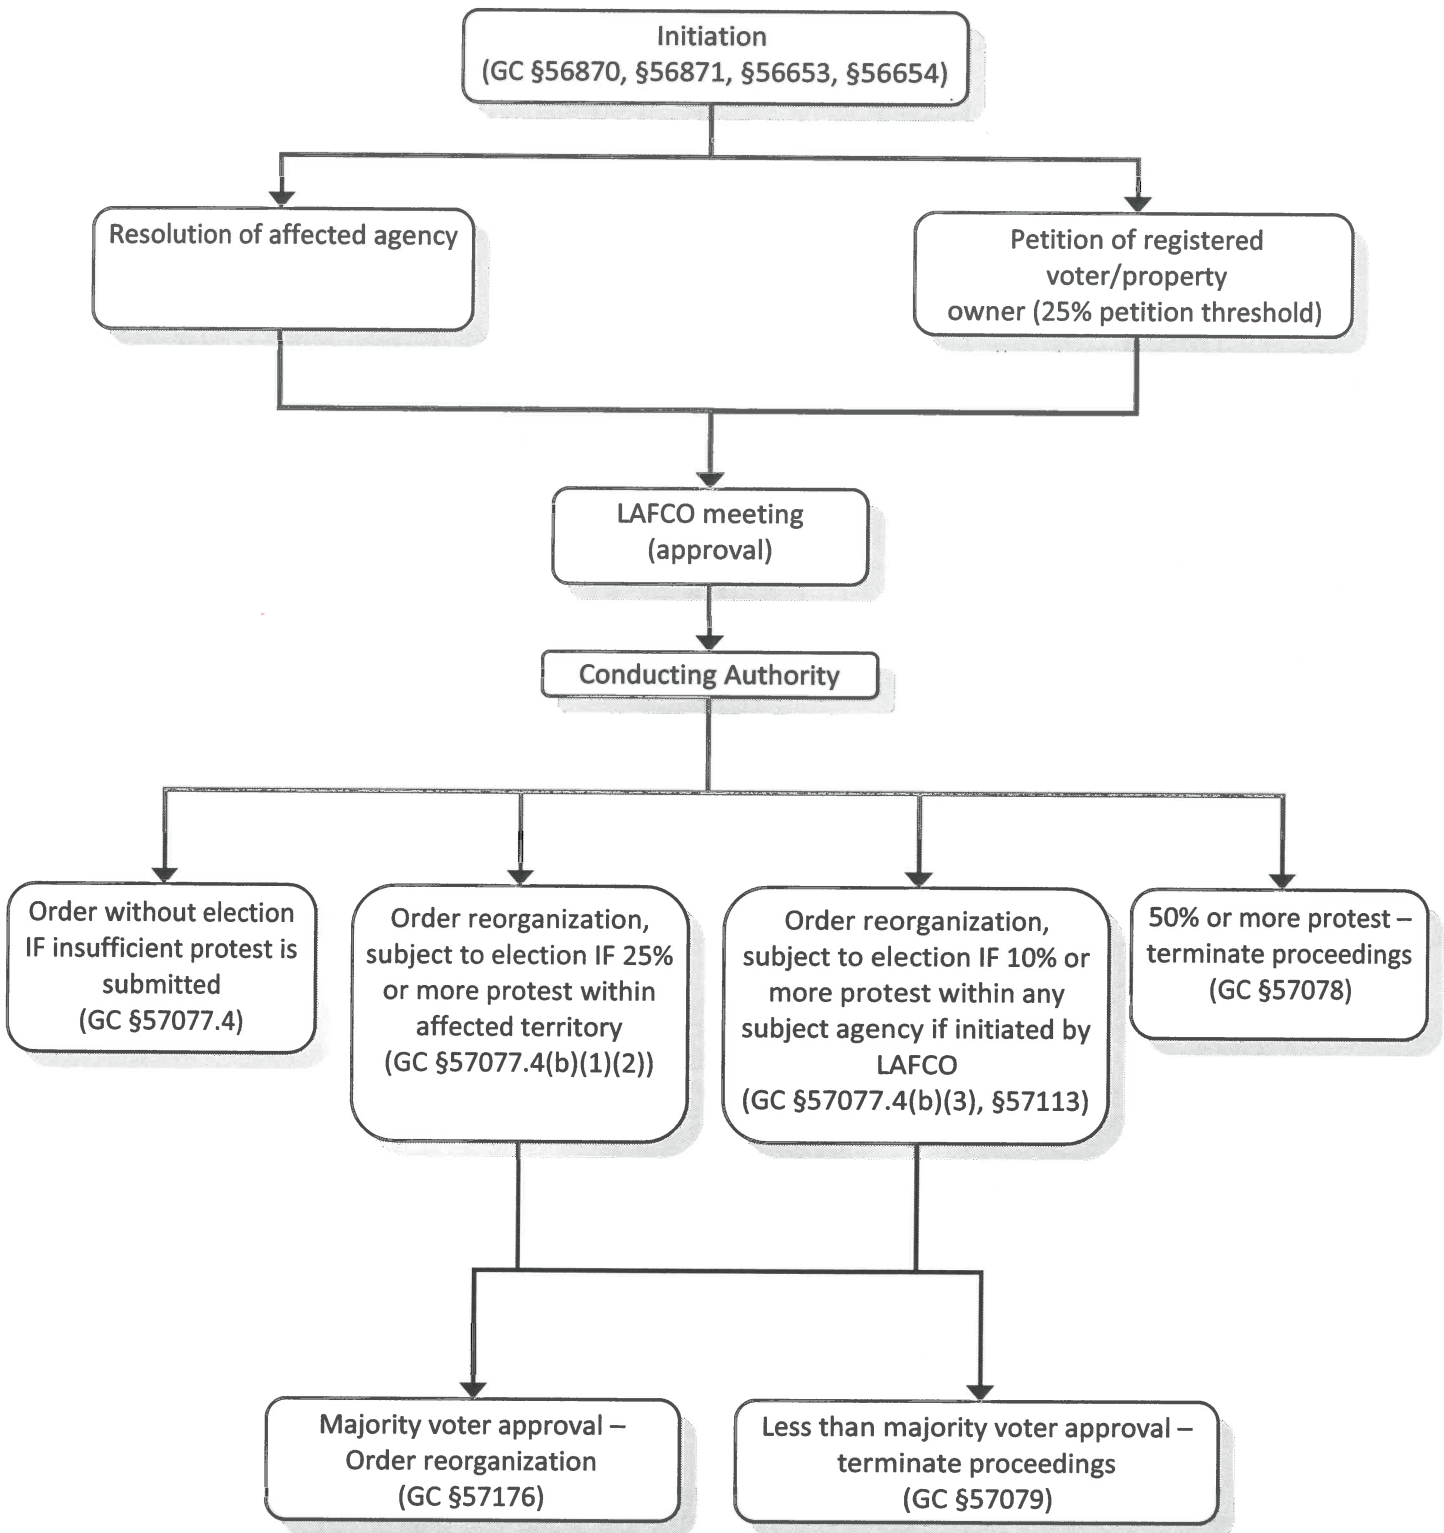 Initiation
(GC §56870, §56871, §56653, §56654)
Resolution of affected agency
Petition of registered
voter/property
owner (25% petition threshold)
LAFCO meeting
(approval)
Conducting Authority
Order without election
IF insufficient protest is
submitted
(GC §57077.4)
Order reorganization,
subject to election IF 25%
or more protest within
affected territory
(GC §57077.4(b)(1)(2))
Order reorganization,
subject to election IF 10% or
more protest within any
subject agency if initiated by
LAFCO
(GC §57077.4(b)(3), §57113)
50% or more protest –
terminate proceedings
(GC §57078)
Majority voter approval –
Order reorganization
(GC §57176)
Less than majority voter approval –
terminate proceedings
(GC §57079)